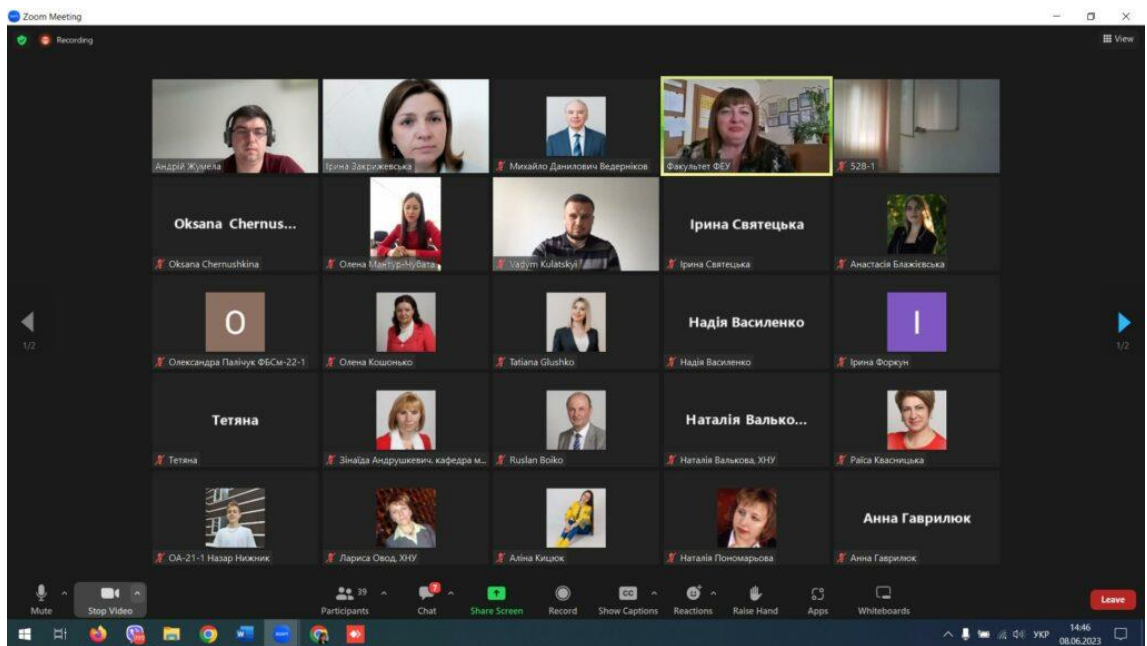 Zoom Meeting
Recording
View
Андрій Жумела
Ірина Закрижевська
Михайло Данилович Ведерніков
Факультет ФЕУ
528-1
Oksana Chernus...
Oksana Chernushkina
Олена Мантур-Чубата
Vadym Kulatskyi
Ірина Святецька
Ірина Святецька
Анастасія Блажієвська
О
Олександра Палічук ФБСм-22-1
Олена Кошонько
Tatiana Glushko
Надія Василенко
Надія Василенко
І
Ірина Форкун
1/2
1/2
Тетяна
Тетяна
Зінаїда Андрушкевич. кафедра м...
Ruslan Boiko
Наталія Валько...
Наталія Валькова, ХНУ
Раїса Квасницька
ОА-21-1 Назар Нижник
Лариса Овод, ХНУ
Аліна Кицюк
Наталія Пономарьова
Анна Гаврилюк
Анна Гаврилюк
Mute
Stop Video
39
Participants
7
Chat
Share Screen
Record
CC
Show Captions
Reactions
Raise Hand
Apps
Whiteboards
Leave
УКР
14:46
08.06.2023